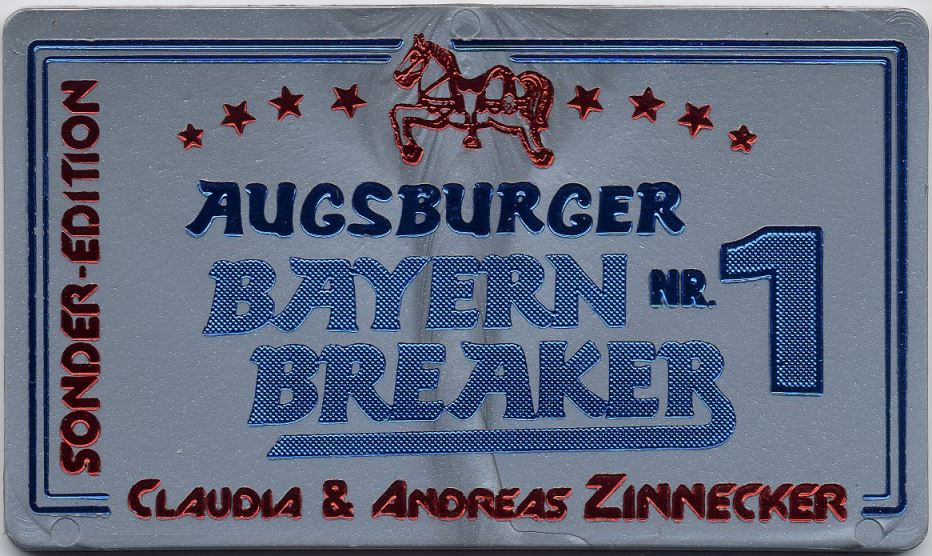 SONDER-EDITION
AUGSBURGER
BAYERN NR. 1
BREAKER
CLAUDIA & ANDREAS ZINNECKER